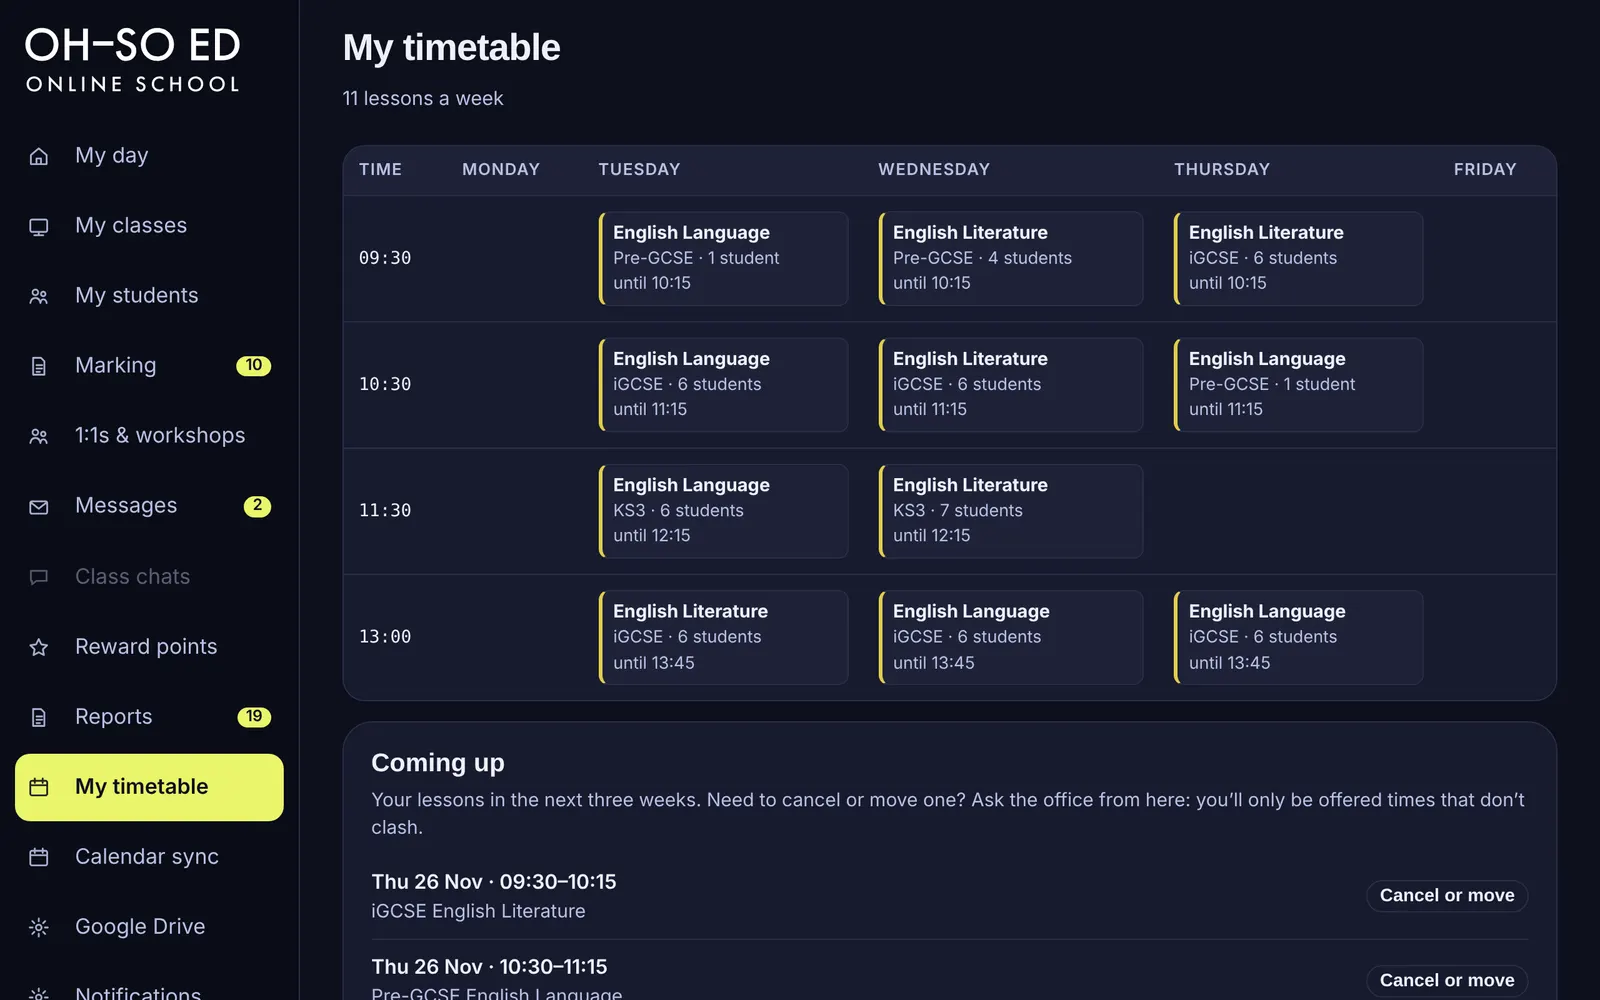 OH-SO ED
ONLINE SCHOOL
My day
My classes
My students
Marking 10
1:1s & workshops
Messages 2
Class chats
Reward points
Reports 19
My timetable
Calendar sync
Google Drive
Notifications
My timetable
11 lessons a week
TIME MONDAY TUESDAY WEDNESDAY THURSDAY FRIDAY
09:30
English Language
Pre-GCSE · 1 student
until 10:15
English Literature
Pre-GCSE · 4 students
until 10:15
English Literature
iGCSE · 6 students
until 10:15
10:30
English Language
iGCSE · 6 students
until 11:15
English Literature
iGCSE · 6 students
until 11:15
English Language
Pre-GCSE · 1 student
until 11:15
11:30
English Language
KS3 · 6 students
until 12:15
English Literature
KS3 · 7 students
until 12:15
13:00
English Literature
iGCSE · 6 students
until 13:45
English Language
iGCSE · 6 students
until 13:45
English Language
iGCSE · 6 students
until 13:45
Coming up
Your lessons in the next three weeks. Need to cancel or move one? Ask the office from here: you’ll only be offered times that don’t
clash.
Thu 26 Nov · 09:30–10:15
iGCSE English Literature
Cancel or move
Thu 26 Nov · 10:30–11:15
Pre-GCSE English Language
Cancel or move